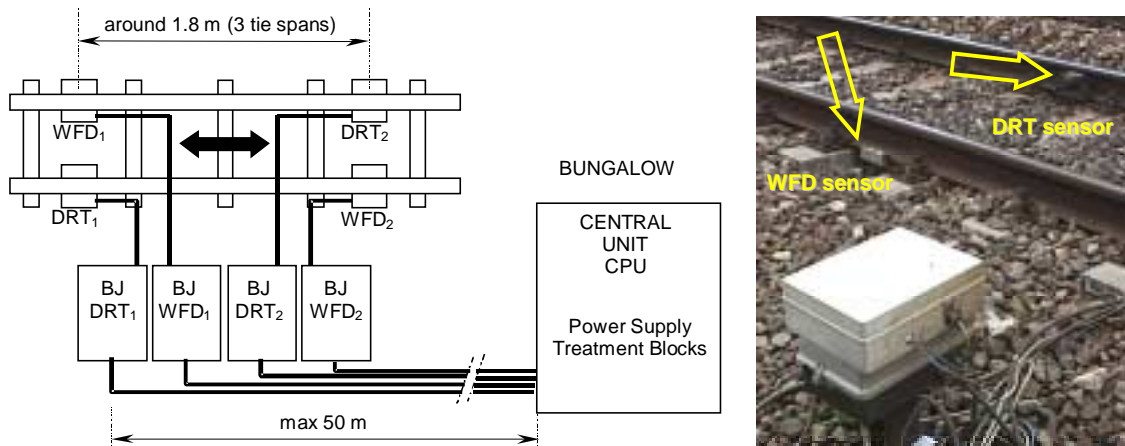 around 1.8 m (3 tie spans)
WFD₁
DRT₂
DRT₁
WFD₂
BJ
DRT₁
BJ
WFD₁
BJ
DRT₂
BJ
WFD₂
max 50 m
BUNGALOW
CENTRAL
UNIT
CPU
Power Supply
Treatment Blocks
DRT sensor
WFD sensor